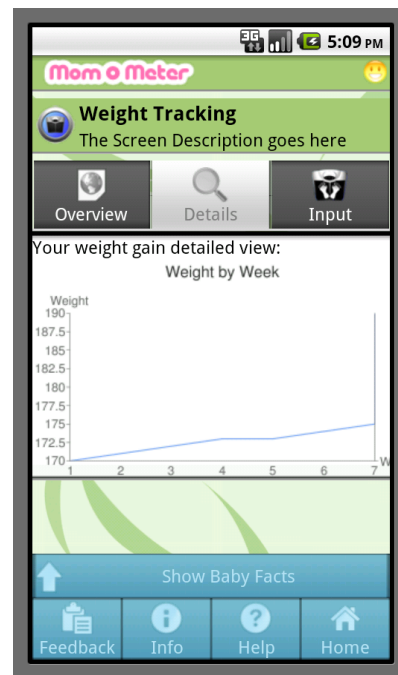 3G
5:09 PM
Mom O Meter
Weight Tracking
The Screen Description goes here
Overview
Details
Input
Your weight gain detailed view:
Weight by Week
Weight
190
187.5
185
182.5
180
177.5
175
172.5
170
1 2 3 4 5 6 7
W
Show Baby Facts
Feedback
Info
Help
Home